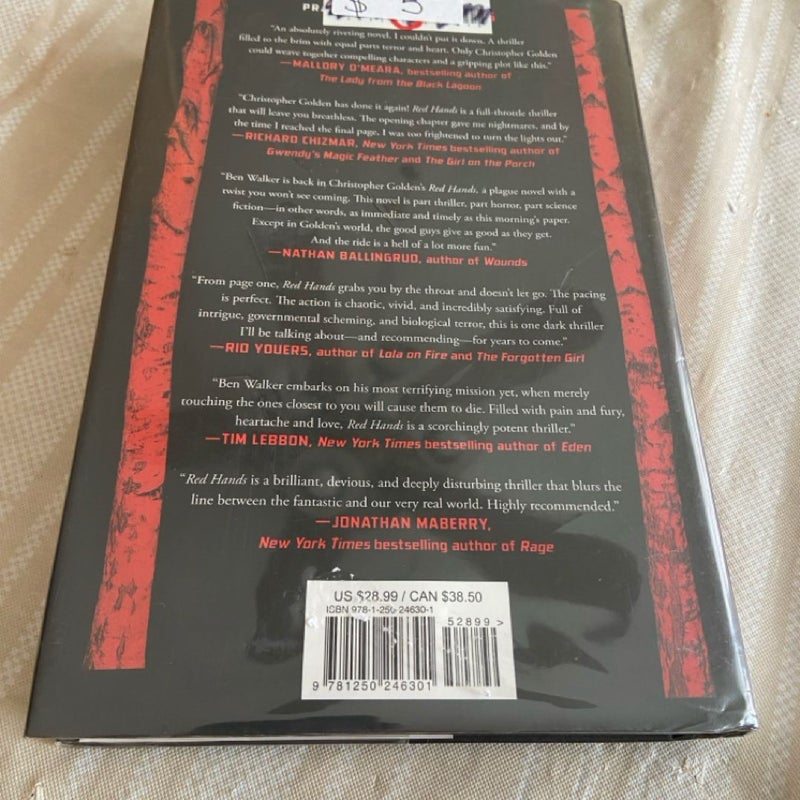 PR
$ 5
"An absolutely riveting novel. I couldn't put it down. A thriller
filled to the brim with equal parts terror and heart. Only Christopher Golden
could weave together compelling characters and a gripping plot like this."
—MALLORY O'MEARA, bestselling author of
The Lady from the Black Lagoon
"Christopher Golden has done it again! Red Hands is a full-throttle thriller
that will leave you breathless. The opening chapter gave me nightmares, and by
the time I reached the final page, I was too frightened to turn the lights out."
—RICHARD CHIZMAR, New York Times bestselling author of
Gwendy's Magic Feather and The Girl on the Porch
"Ben Walker is back in Christopher Golden's Red Hands, a plague novel with a
twist you won't see coming. This novel is part thriller, part horror, part science
fiction—in other words, as immediate and timely as this morning's paper.
Except in Golden's world, the good guys give as good as they get.
And the ride is a hell of a lot more fun."
—NATHAN BALLINGRUD, author of Wounds
"From page one, Red Hands grabs you by the throat and doesn't let go. The pacing
is perfect. The action is chaotic, vivid, and incredibly satisfying. Full of
intrigue, governmental scheming, and biological terror, this is one dark thriller
I'll be talking about—and recommending—for years to come."
—RIO YOUERS, author of Lola on Fire and The Forgotten Girl
"Ben Walker embarks on his most terrifying mission yet, when merely
touching the ones closest to you will cause them to die. Filled with pain and fury,
heartache and love, Red Hands is a scorchingly potent thriller."
—TIM LEBBON, New York Times bestselling author of Eden
"Red Hands is a brilliant, devious, and deeply disturbing thriller that blurs the
line between the fantastic and our very real world. Highly recommended."
—JONATHAN MABERRY,
New York Times bestselling author of Rage
US $28.99 / CAN $38.50
ISBN 978-1-250-24630-1
52899 >
9 781250 246301